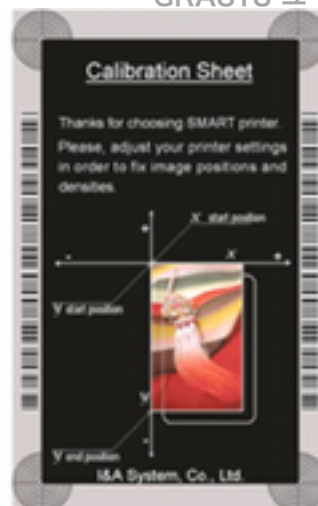 Calibration Sheet
Thanks for choosing SMART printer.
Please, adjust your printer settings
in order to fix image positions and
densities.
X start position
+
- x +
y start position
y
-
y end position
I&A System, Co., Ltd.